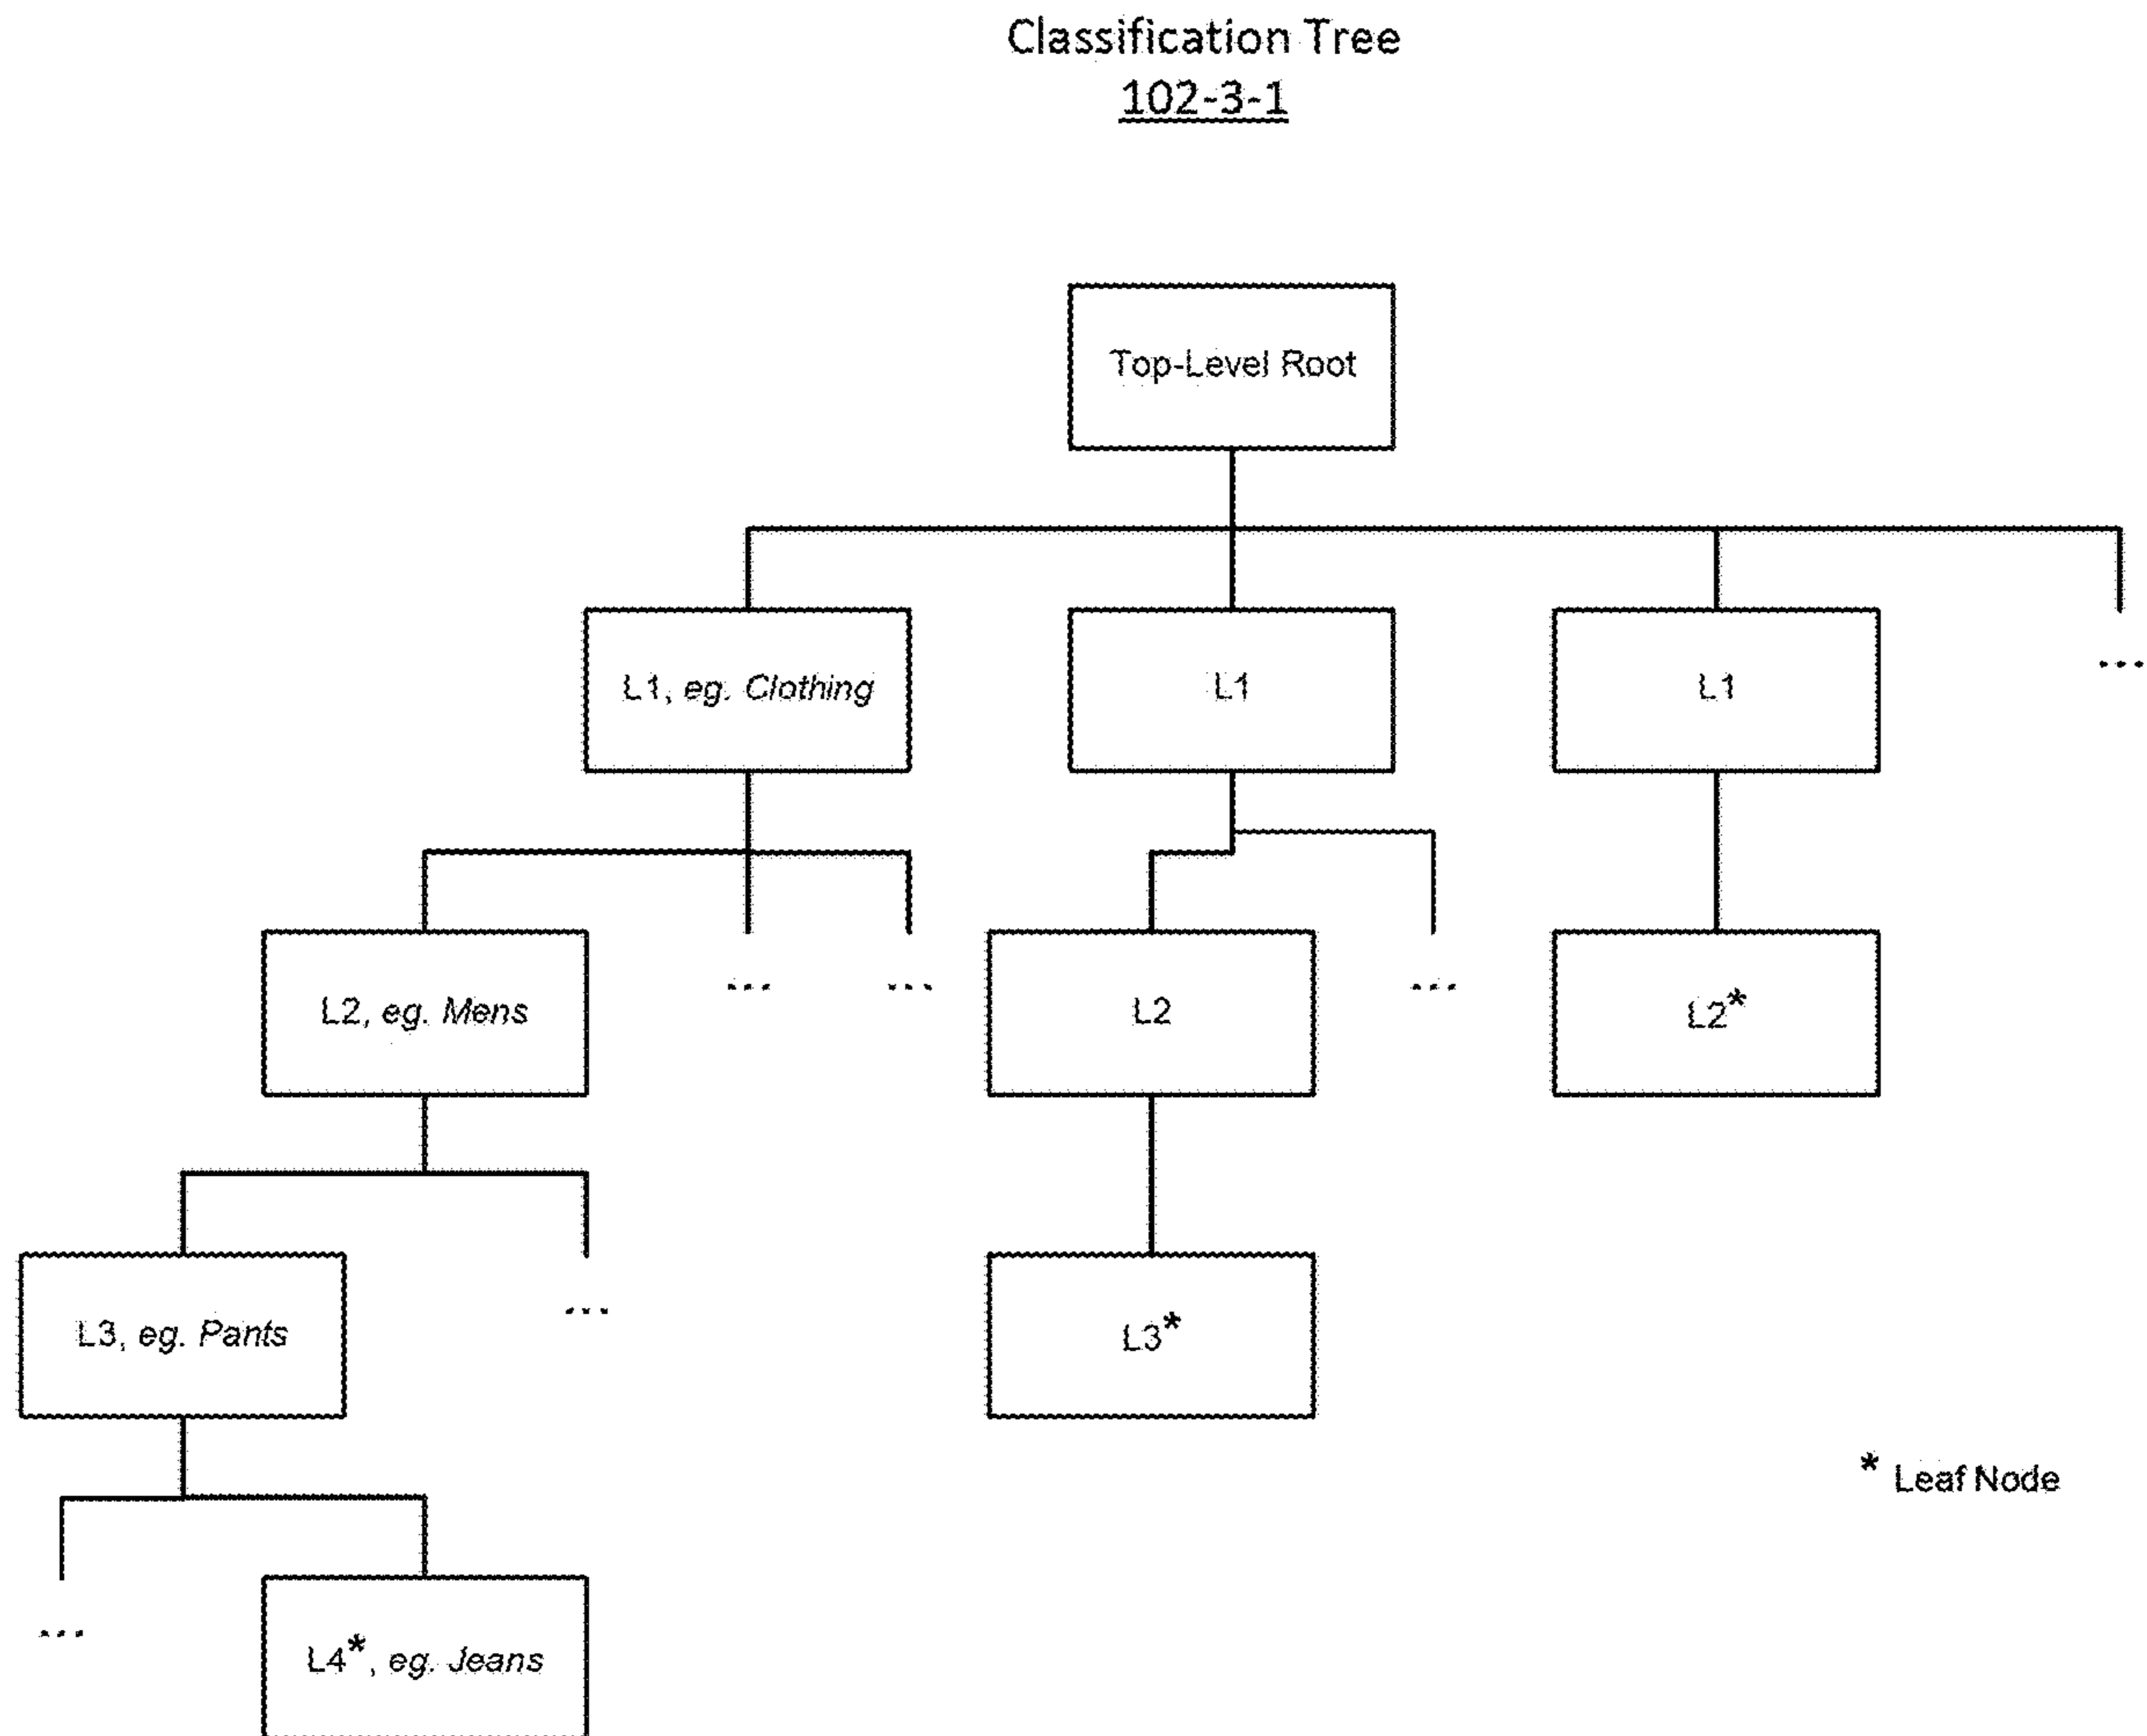 Classification Tree
102-3-1
Top-Level Root
L1, eg. Clothing
L1
L1
...
L2, eg. Mens
...
...
L2
...
L2*
L3, eg. Pants
...
L3*
* Leaf Node
...
L4*, eg. Jeans